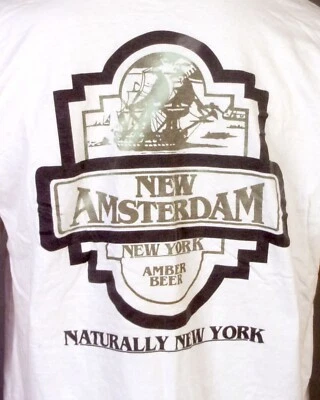 NEW
AMSTERDAM
NEW YORK
AMBER
BEER
NATURALLY NEW YORK